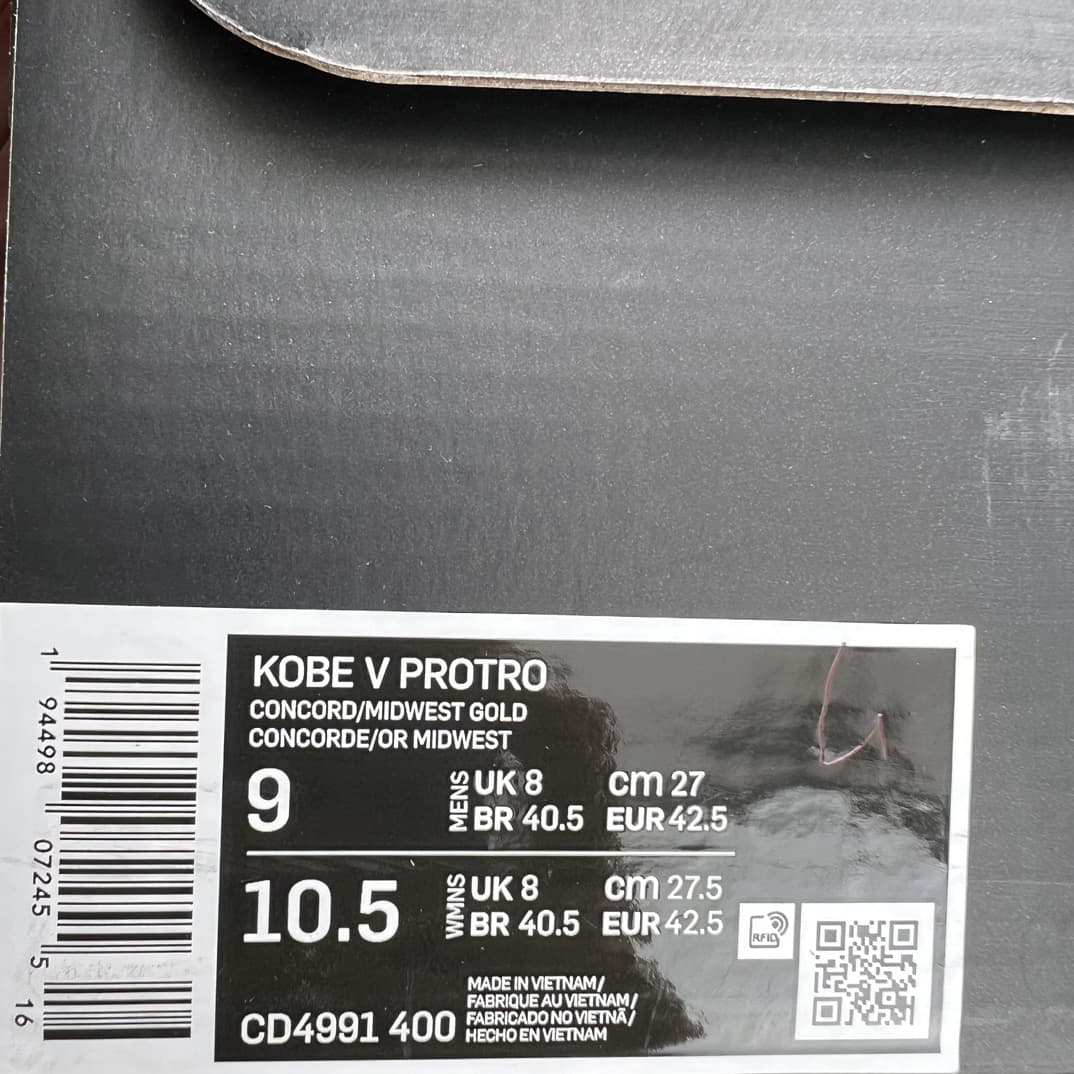 KOBE V PROTRO
CONCORD/MIDWEST GOLD
CONCORDE/OR MIDWEST
9 MENS UK 8 cm 27
BR 40.5 EUR 42.5
10.5 WMNS UK 8 cm 27.5
BR 40.5 EUR 42.5
RFID
MADE IN VIETNAM/
FABRIQUE AU VIETNAM/
FABRICADO NO VIETNÃ/
HECHO EN VIETNAM
CD4991 400
1 94498 07245 5 16